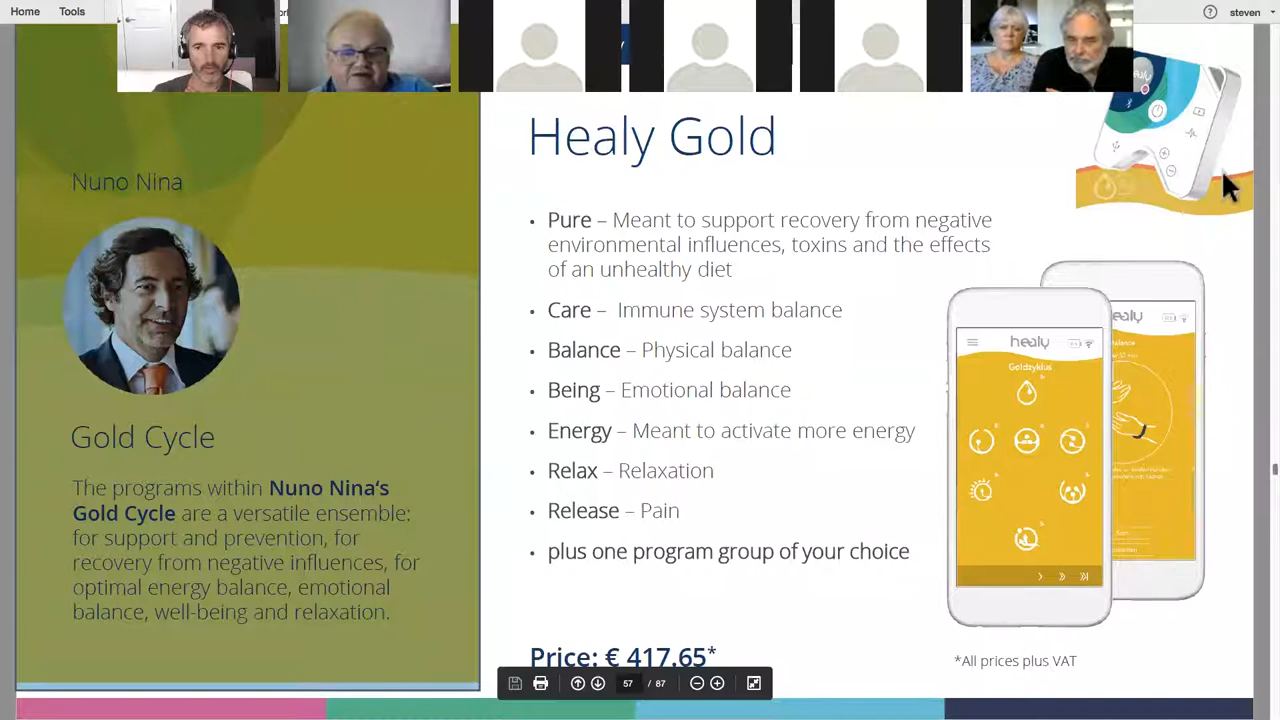 Home Tools
steven
Nuno Nina
Gold Cycle
The programs within Nuno Nina's
Gold Cycle are a versatile ensemble:
for support and prevention, for
recovery from negative influences, for
optimal energy balance, emotional
balance, well-being and relaxation.
Healy Gold
• Pure – Meant to support recovery from negative
environmental influences, toxins and the effects
of an unhealthy diet
• Care – Immune system balance
• Balance – Physical balance
• Being – Emotional balance
• Energy – Meant to activate more energy
• Relax – Relaxation
• Release – Pain
• plus one program group of your choice
Price: € 417.65*
healy
healy
Goldzyklus
*All prices plus VAT
57 / 87